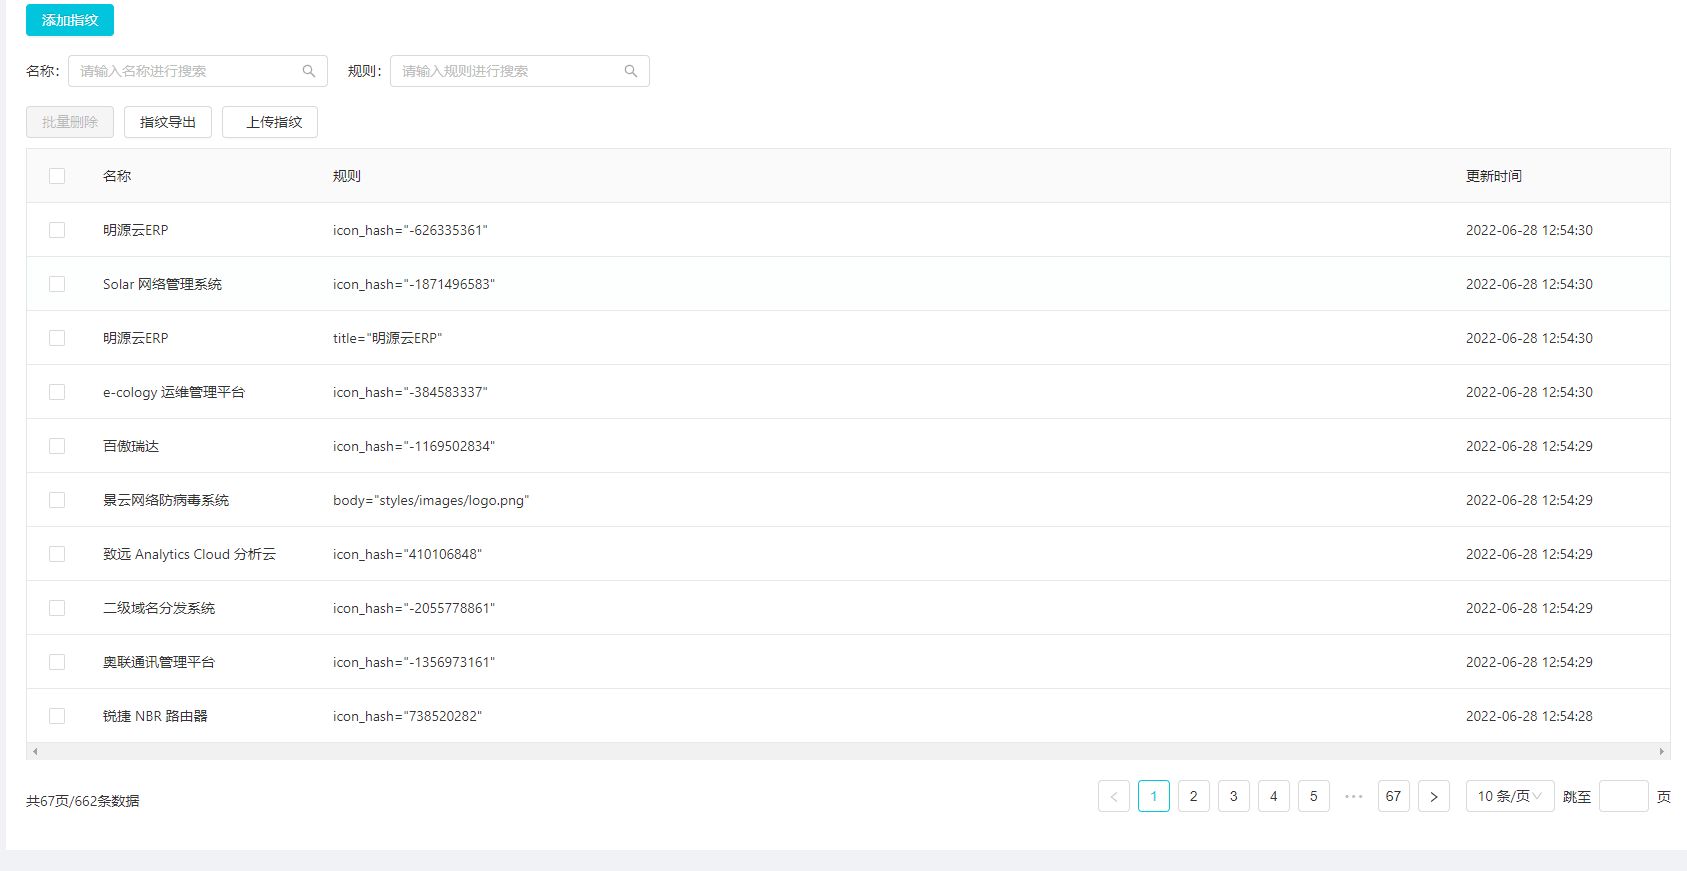 添加指纹
名称: 请输入名称进行搜索 规则: 请输入规则进行搜索
批量删除 指纹导出 上传指纹
名称 规则 更新时间
明源云ERP icon_hash="-626335361" 2022-06-28 12:54:30
Solar 网络管理系统 icon_hash="-1871496583" 2022-06-28 12:54:30
明源云ERP title="明源云ERP" 2022-06-28 12:54:30
e-cology 运维管理平台 icon_hash="-384583337" 2022-06-28 12:54:30
百傲瑞达 icon_hash="-1169502834" 2022-06-28 12:54:29
景云网络防病毒系统 body="styles/images/logo.png" 2022-06-28 12:54:29
致远 Analytics Cloud 分析云 icon_hash="410106848" 2022-06-28 12:54:29
二级域名分发系统 icon_hash="-2055778861" 2022-06-28 12:54:29
奥联通讯管理平台 icon_hash="-1356973161" 2022-06-28 12:54:29
锐捷 NBR 路由器 icon_hash="738520282" 2022-06-28 12:54:28
共67页/662条数据 < 1 2 3 4 5 ••• 67 > 10 条/页 跳至 页